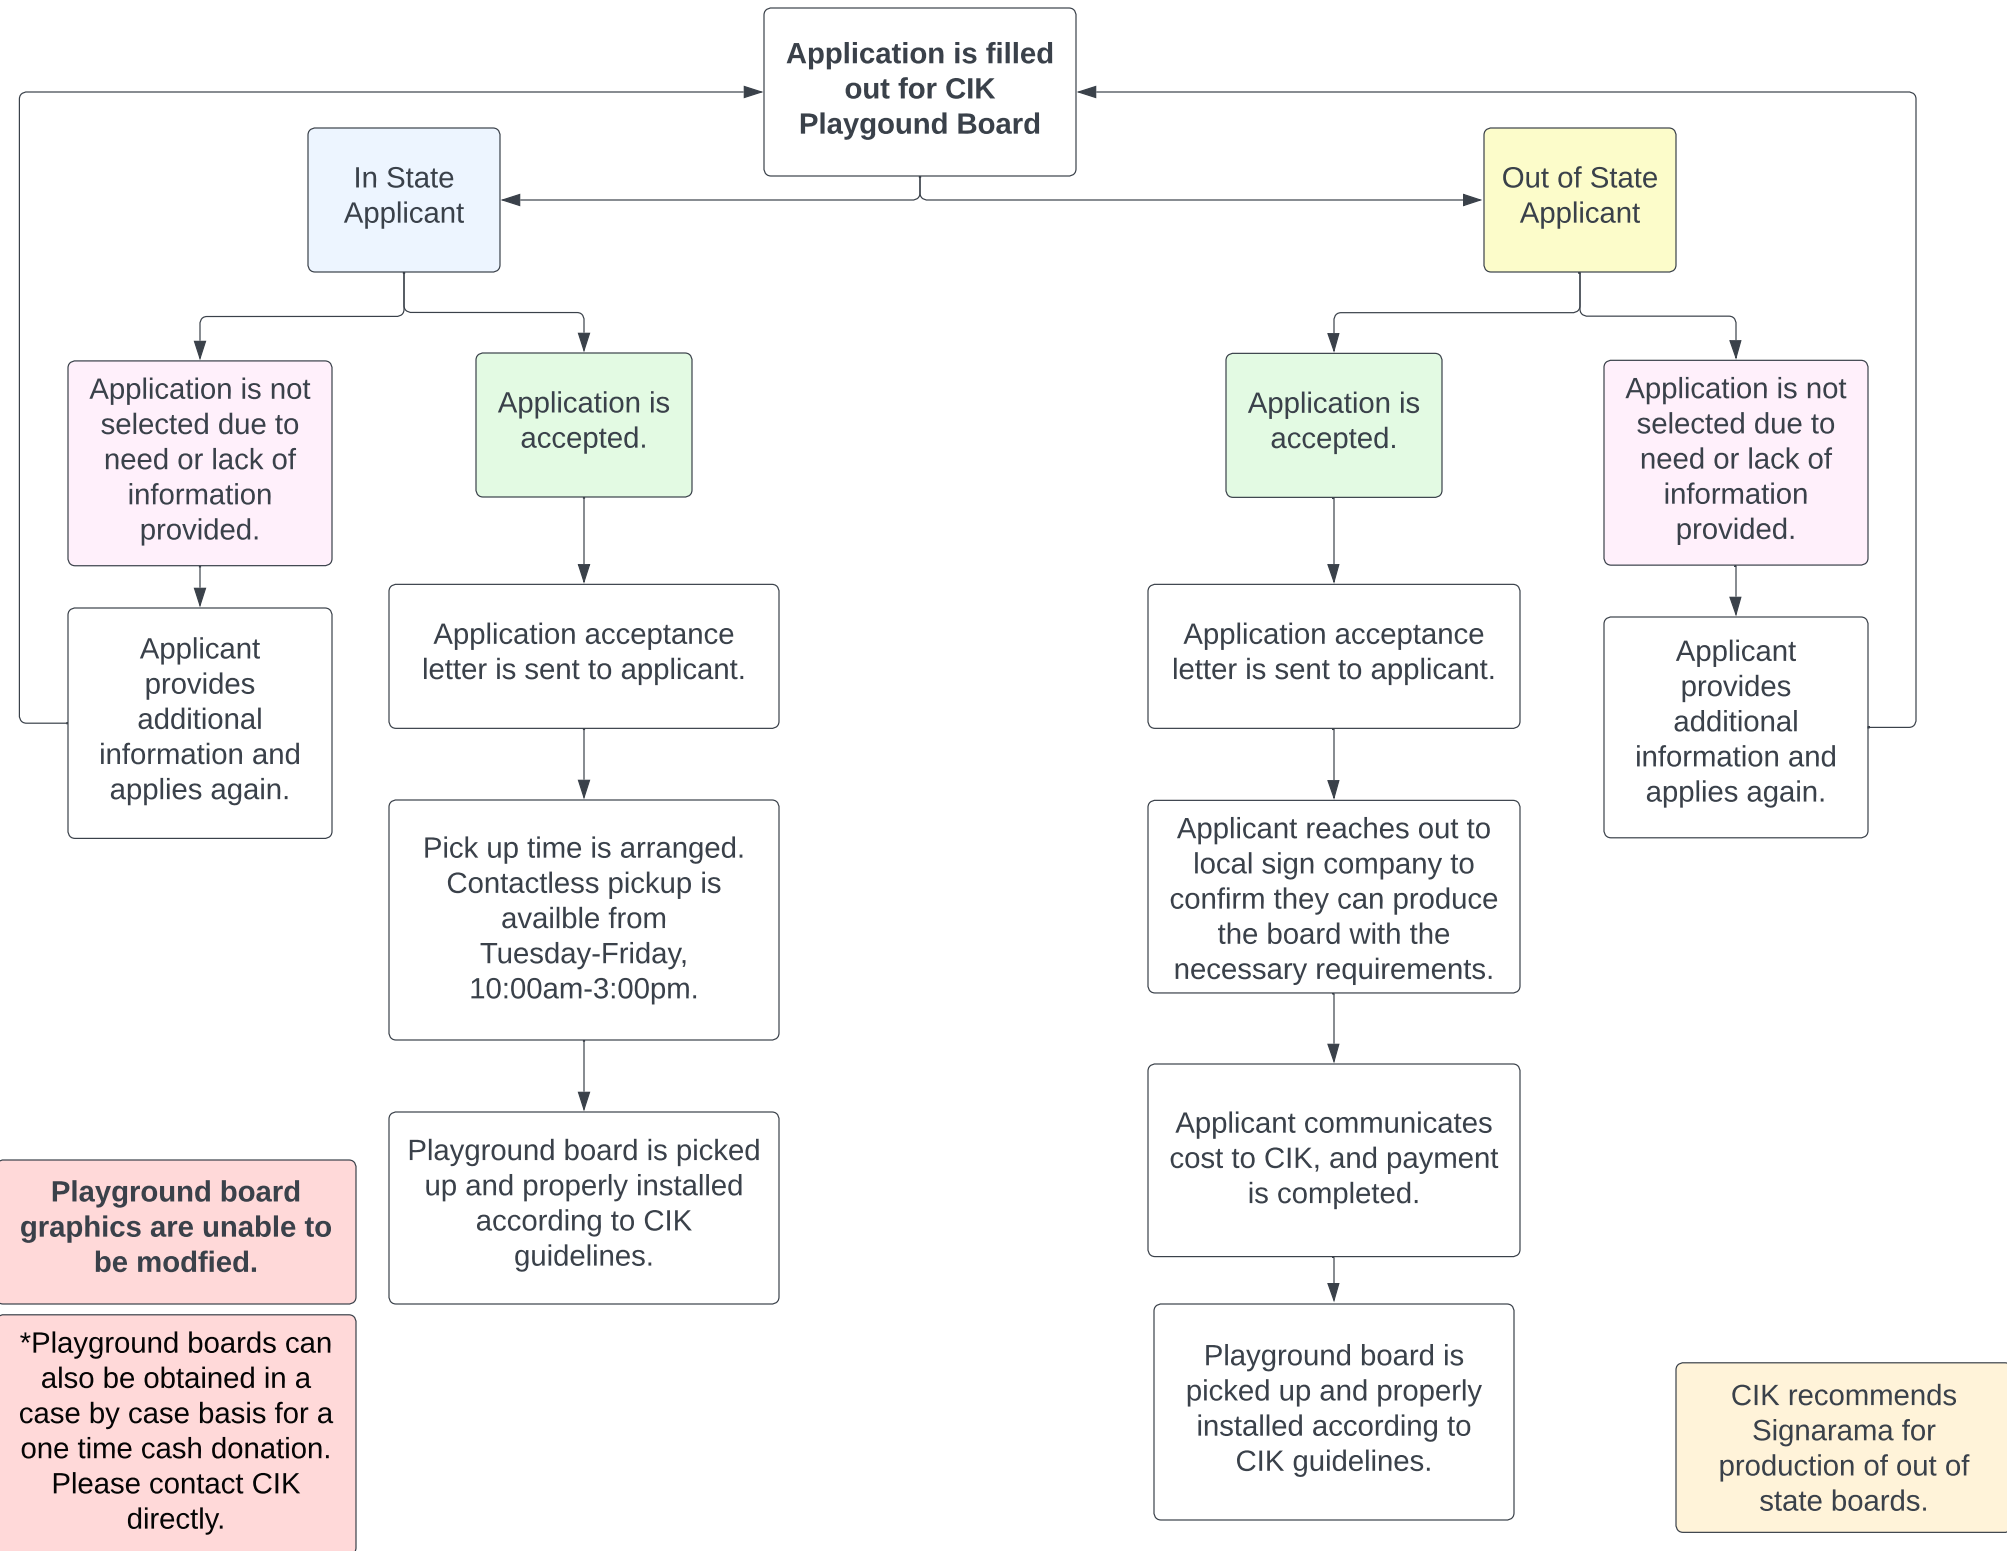 Application is filled
out for CIK
Playgound Board
In State
Applicant
Out of State
Applicant
Application is not
selected due to
need or lack of
information
provided.
Application is
accepted.
Application is
accepted.
Application is not
selected due to
need or lack of
information
provided.
Applicant
provides
additional
information and
applies again.
Application acceptance
letter is sent to applicant.
Application acceptance
letter is sent to applicant.
Applicant
provides
additional
information and
applies again.
Pick up time is arranged.
Contactless pickup is
availble from
Tuesday-Friday,
10:00am-3:00pm.
Applicant reaches out to
local sign company to
confirm they can produce
the board with the
necessary requirements.
Playground board is picked
up and properly installed
according to CIK
guidelines.
Applicant communicates
cost to CIK, and payment
is completed.
Playground board
graphics are unable to
be modfied.
*Playground boards can
also be obtained in a
case by case basis for a
one time cash donation.
Please contact CIK
directly.
Playground board is
picked up and properly
installed according to
CIK guidelines.
CIK recommends
Signarama for
production of out of
state boards.